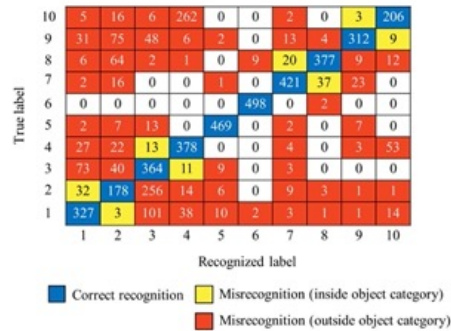 10 5 16 6 262 0 0 2 0 3 206
9 31 75 48 6 2 0 13 4 312 9
8 6 64 2 1 0 9 20 377 9 12
7 2 16 0 0 1 0 421 37 23 0
6 0 0 0 0 0 498 0 2 0 0
5 2 7 13 0 469 0 2 0 7 0
4 27 22 13 378 0 0 4 0 3 53
3 73 40 364 11 9 0 3 0 0 0
2 32 178 256 14 6 0 9 3 1 1
1 327 3 101 38 10 2 3 1 1 14
1 2 3 4 5 6 7 8 9 10
True label
Recognized label
Correct recognition
Misrecognition (inside object category)
Misrecognition (outside object category)